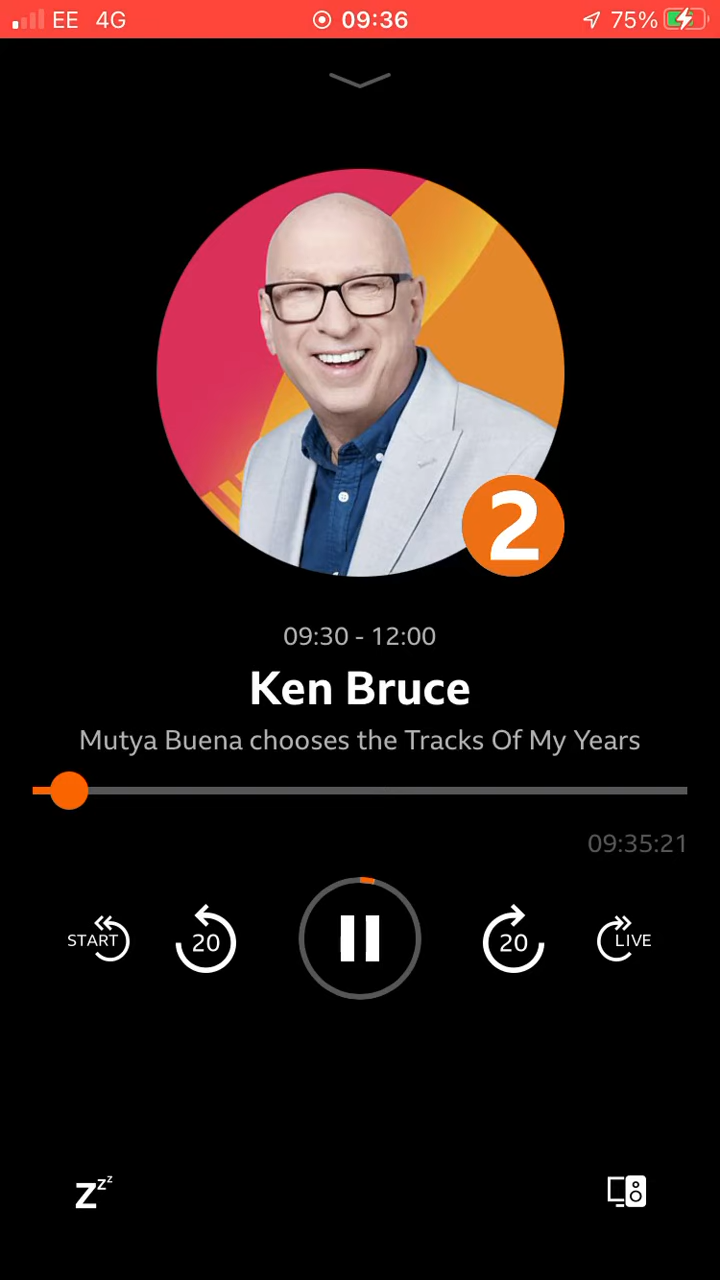 EE 4G 09:36 75%
2
09:30 - 12:00
Ken Bruce
Mutya Buena chooses the Tracks Of My Years
09:35:21
START 20 20 LIVE
Zzz